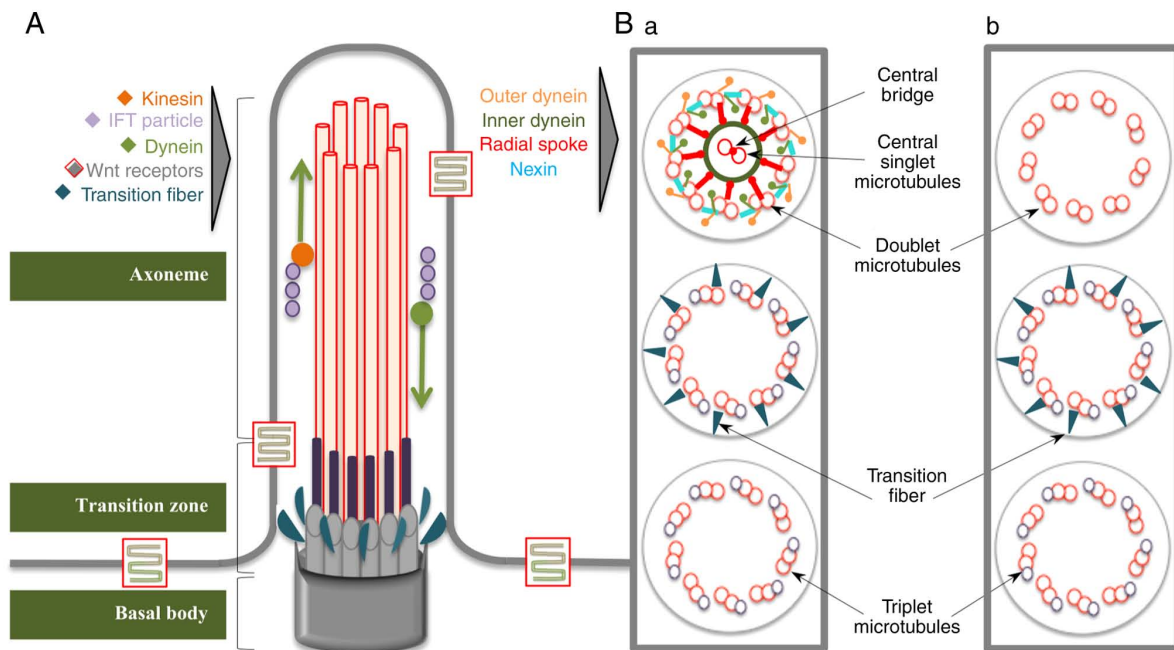 A
B a
b
Kinesin
IFT particle
Dynein
Wnt receptors
Transition fiber
Outer dynein
Inner dynein
Radial spoke
Nexin
Central
bridge
Central
singlet
microtubules
Doublet
microtubules
Axoneme
Transition
fiber
Transition zone
Basal body
Triplet
microtubules